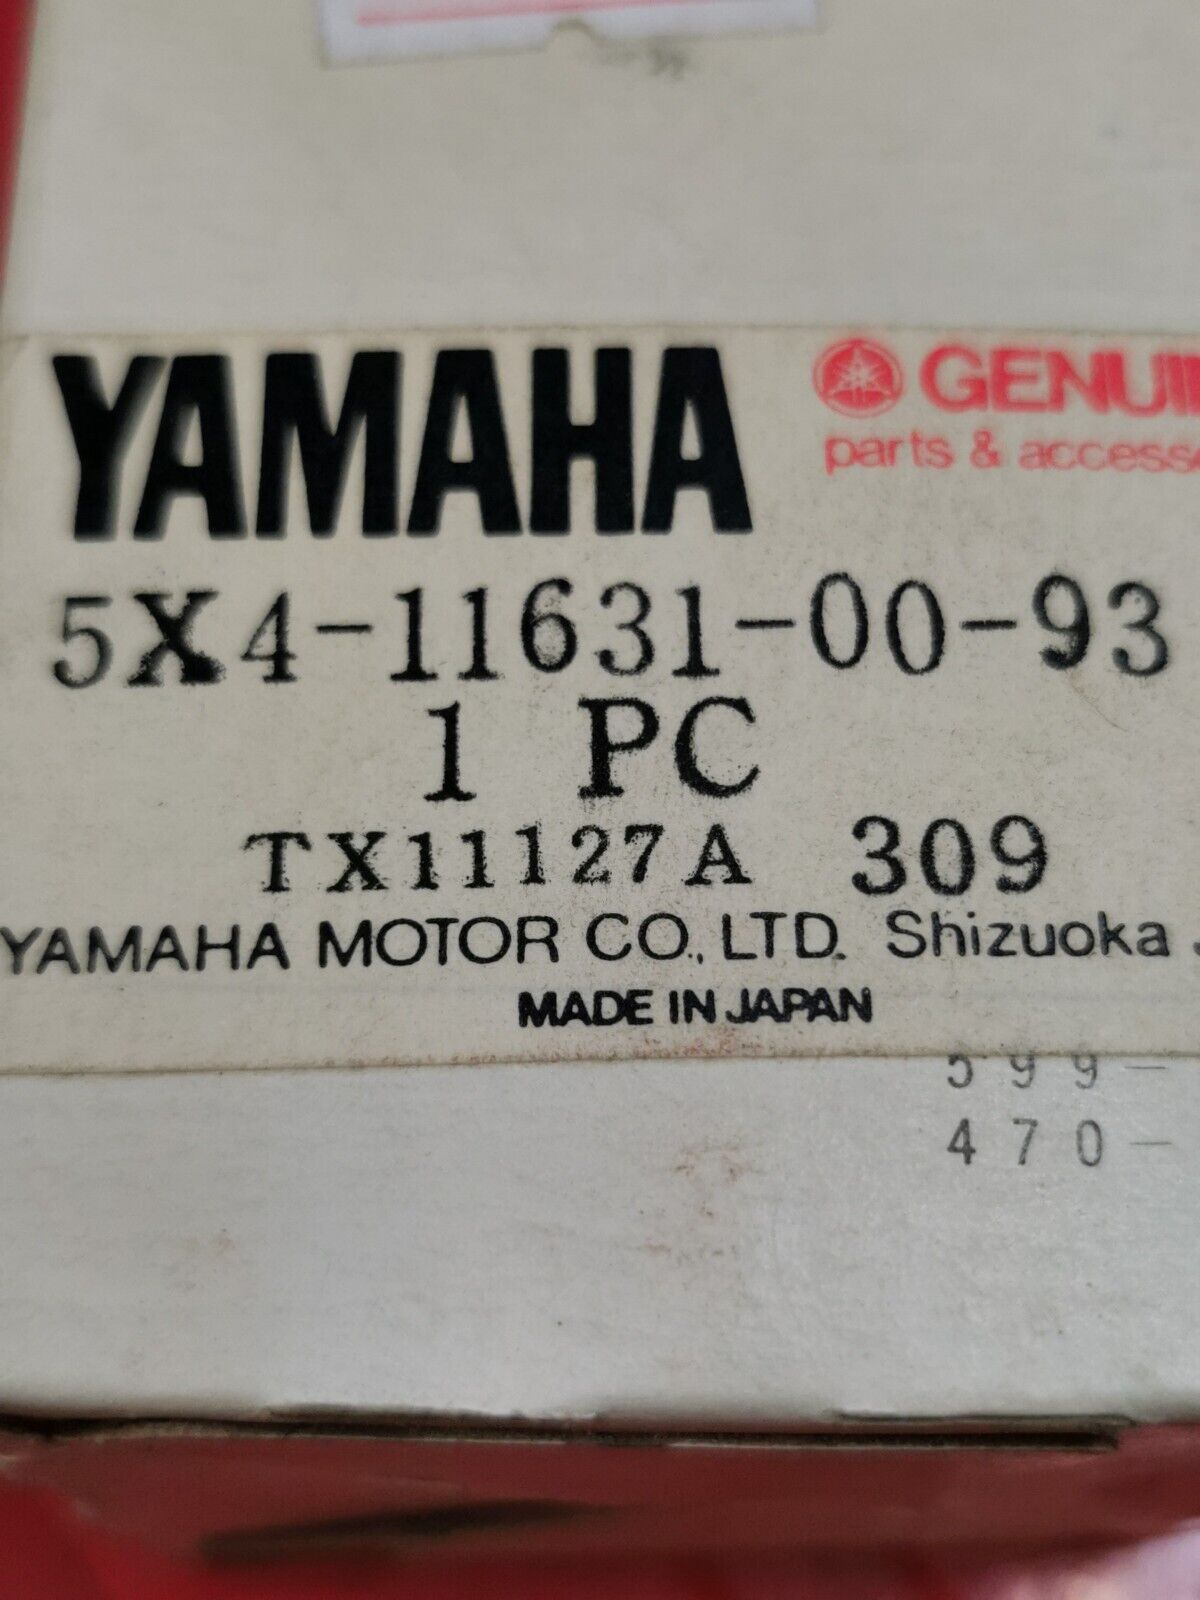 YAMAHA
GENUI
parts & access
5X4-11631-00-93
1 PC
TX11127A 309
YAMAHA MOTOR CO., LTD. Shizuoka
MADE IN JAPAN
599-
470-